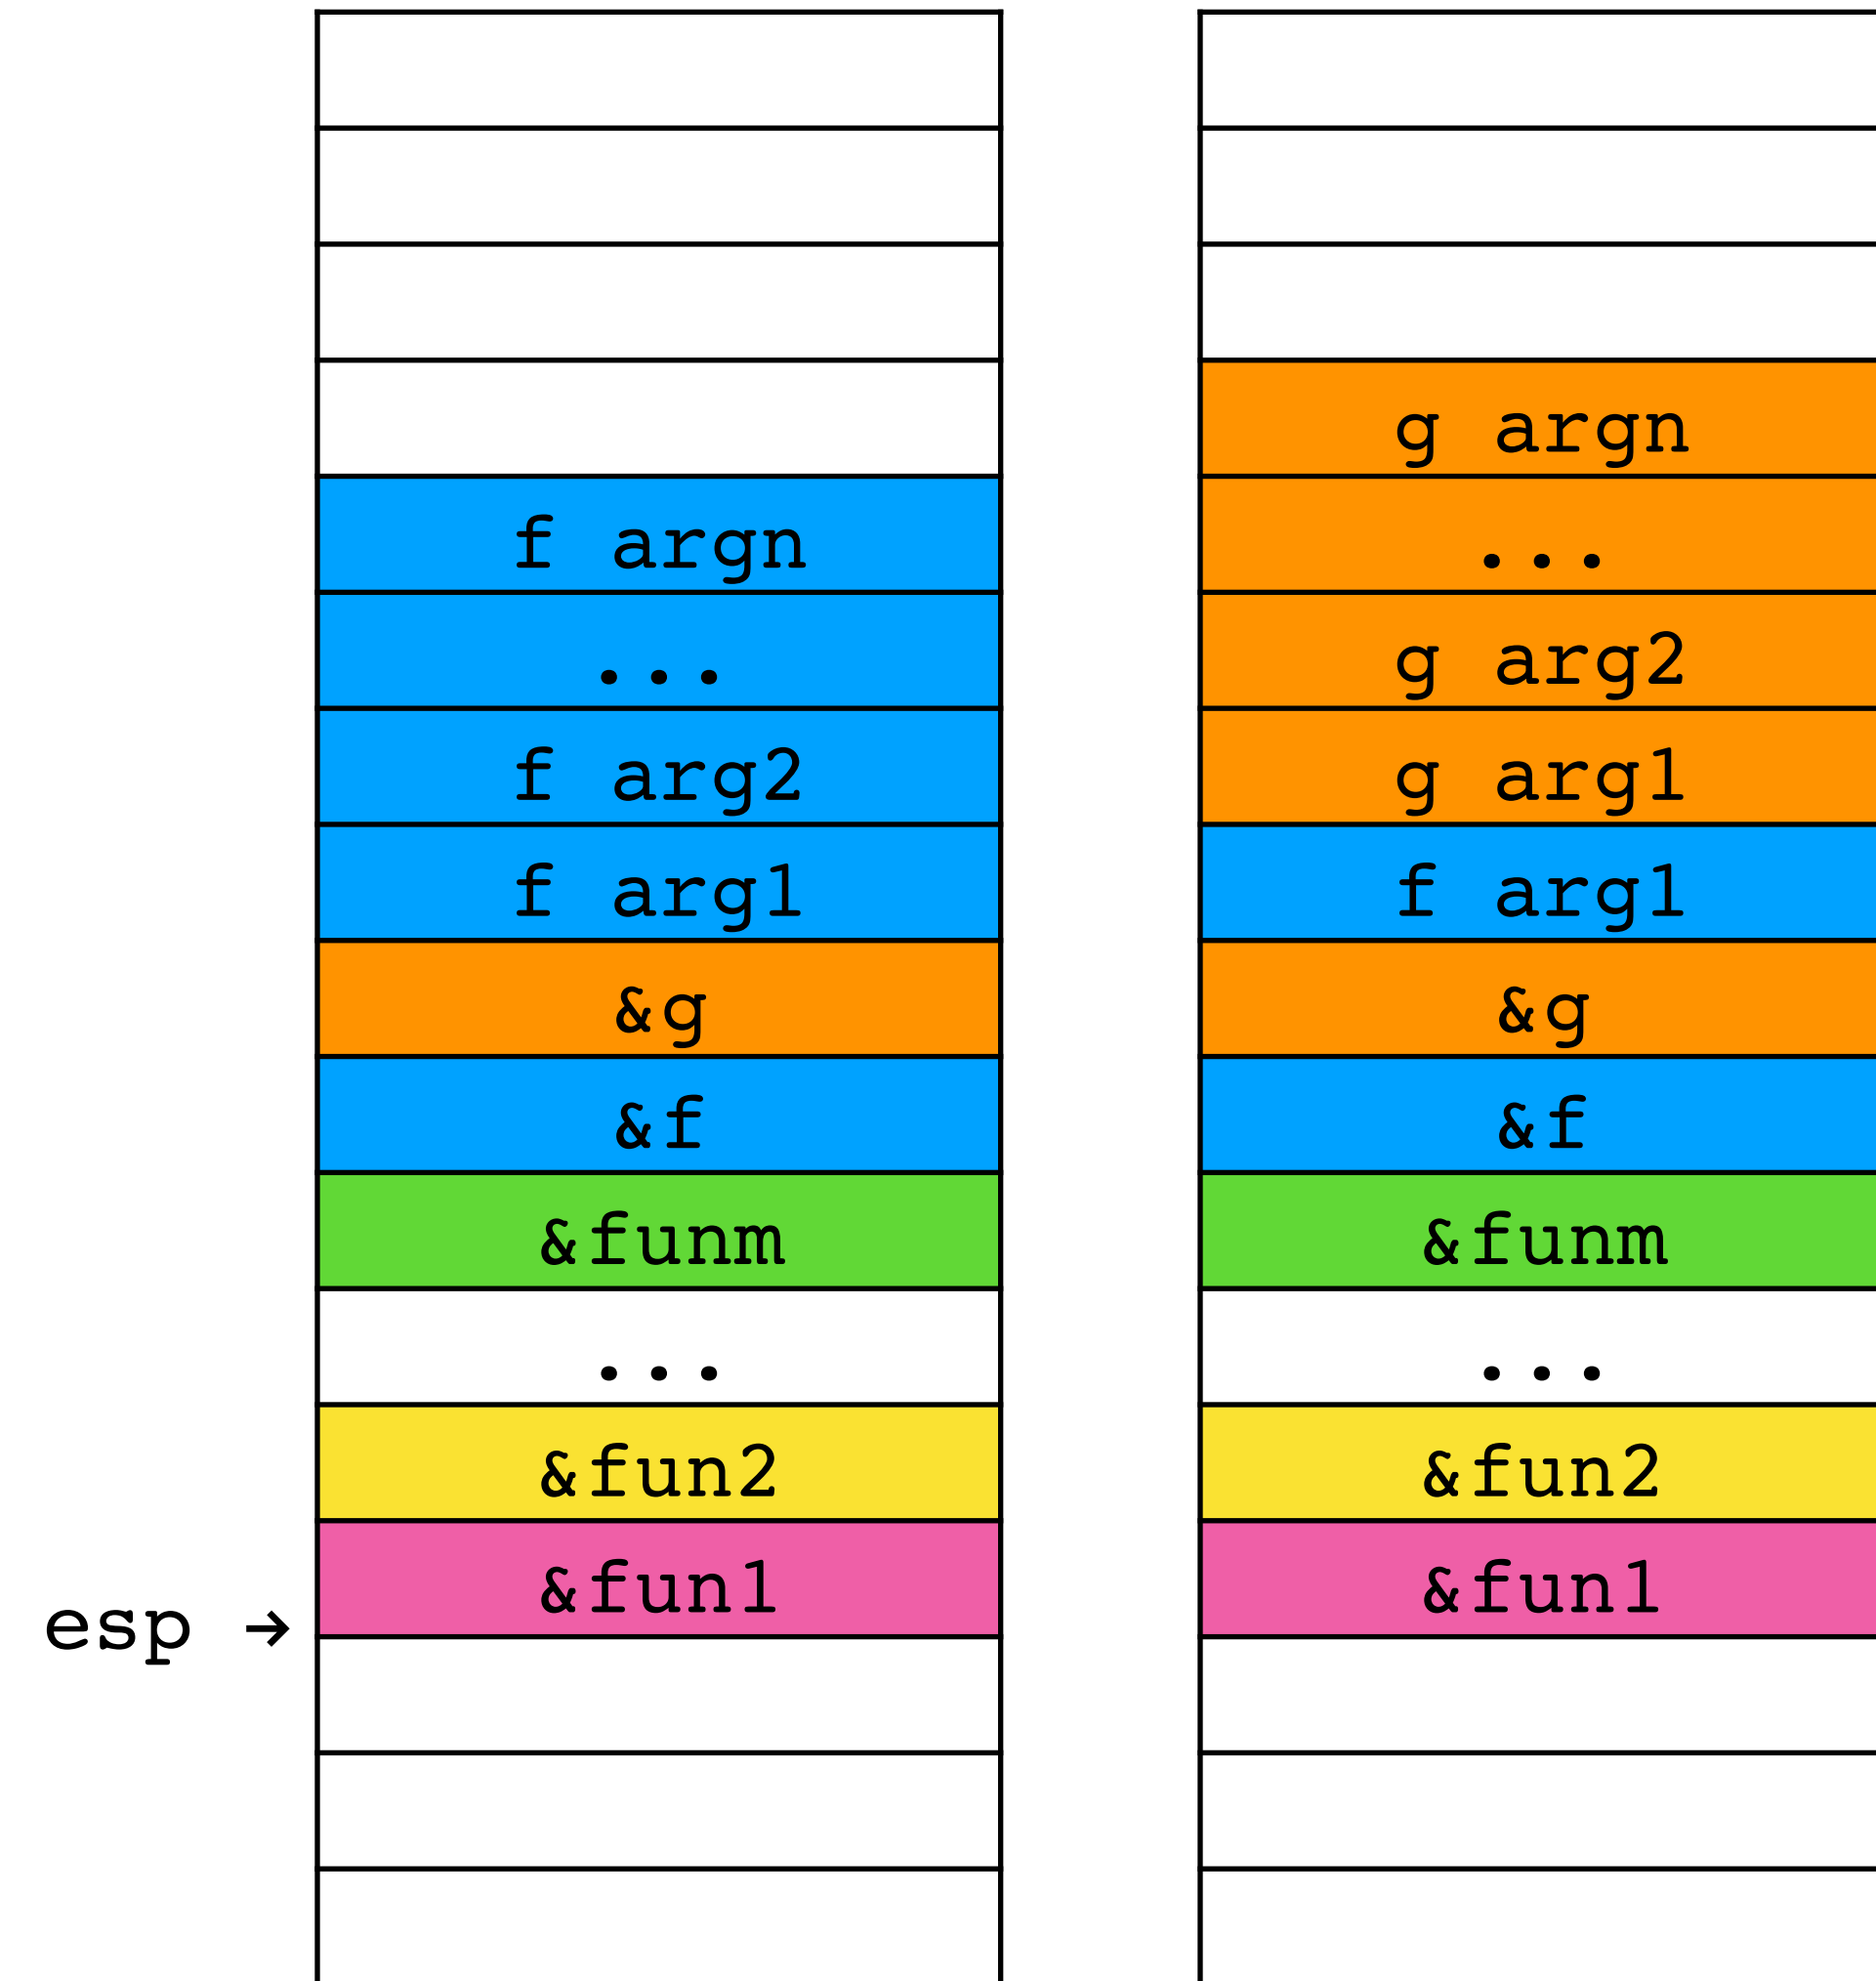 f argn
...
f arg2
f arg1
&g
&f
&funm
...
&fun2
&fun1
esp →
g argn
...
g arg2
g arg1
f arg1
&g
&f
&funm
...
&fun2
&fun1